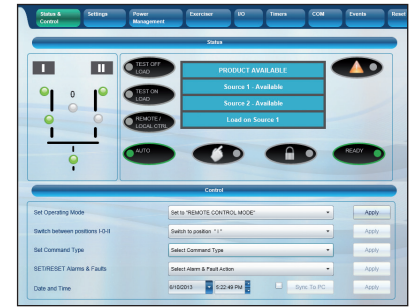 Status & Control
Settings
Power Management
Exerciser
I/O
Timers
COM
Events
Reset
Status
I
II
0
TEST OFF LOAD
TEST ON LOAD
REMOTE / LOCAL CTRL
AUTO
PRODUCT AVAILABLE
Source 1 - Available
Source 2 - Available
Load on Source 1
READY
Control
Set Operating Mode
Set to "REMOTE CONTROL MODE"
Apply
Switch between positions I-0-II
Switch to position "I"
Apply
Set Command Type
Select Command Type
Apply
SET/RESET Alarms & Faults
Select Alarm & Fault Action
Apply
Date and Time
6/10/2013
5:22:49 PM
Sync To PC
Apply